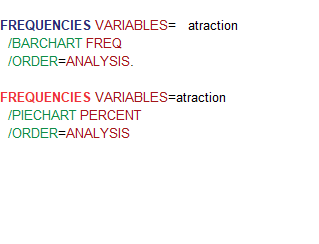 FREQUENCIES VARIABLES= atraction
/BARCHART FREQ
/ORDER=ANALYSIS.
FREQUENCIES VARIABLES=atraction
/PIECHART PERCENT
/ORDER=ANALYSIS